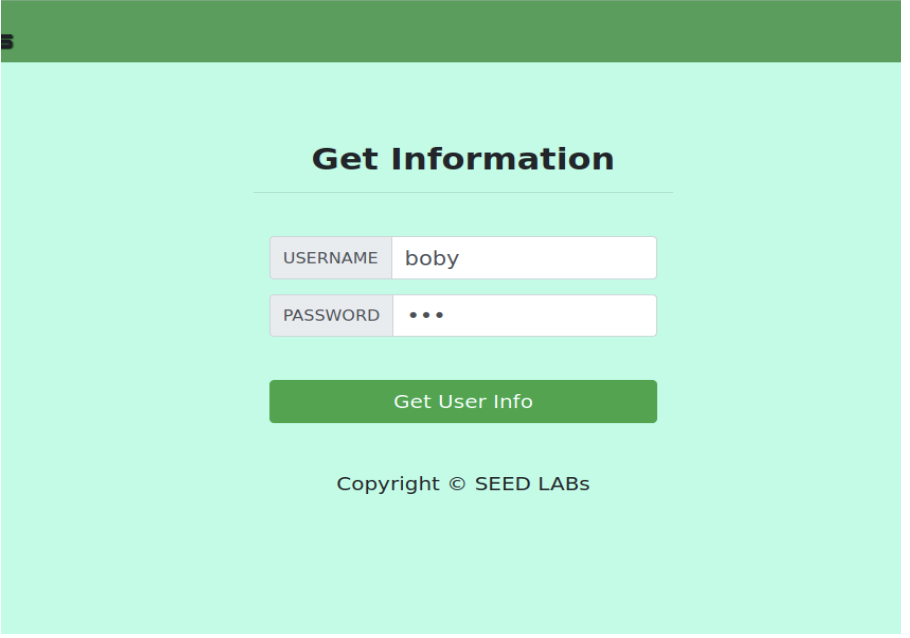 Get Information
USERNAME boby
PASSWORD •••
Get User Info
Copyright © SEED LABs